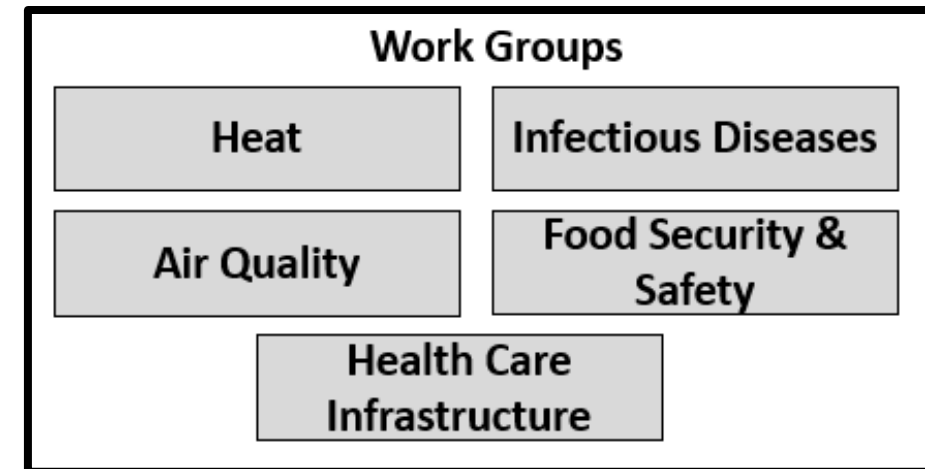 Work Groups
Heat
Infectious Diseases
Air Quality
Food Security &
Safety
Health Care
Infrastructure